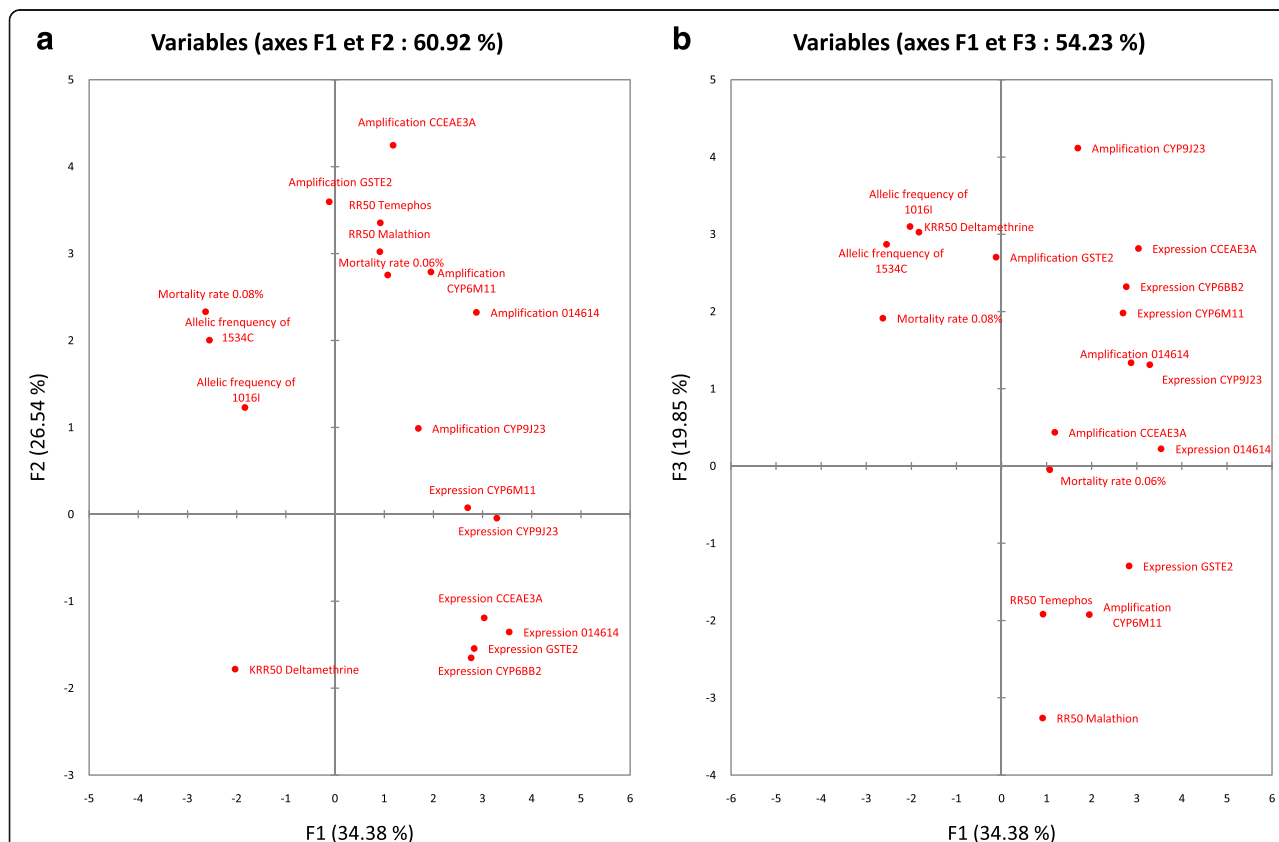 a
Variables (axes F1 et F2 : 60.92 %)
5
4
3
2
1
0
-1
-2
-3
F2 (26.54 %)
Amplification CCEAE3A
Amplification GSTE2
RR50 Temephos
RR50 Malathion
Mortality rate 0.06%
Amplification
CYP6M11
Mortality rate 0.08%
Amplification 014614
Allelic frenquency of
1534C
Allelic frequency of
1016I
Amplification CYP9J23
Expression CYP6M11
Expression CYP9J23
Expression CCEAE3A
Expression 014614
Expression GSTE2
Expression CYP6BB2
KRR50 Deltamethrine
-5 -4 -3 -2 -1 0 1 2 3 4 5 6
F1 (34.38 %)
b
Variables (axes F1 et F3 : 54.23 %)
5
4
3
2
1
0
-1
-2
-3
-4
F3 (19.85 %)
Amplification CYP9J23
Allelic frequency of
1016I
KRR50 Deltamethrine
Allelic frenquency of
1534C
Expression CCEAE3A
Amplification GSTE2
Expression CYP6BB2
Expression CYP6M11
Mortality rate 0.08%
Amplification 014614
Expression CYP9J23
Amplification CCEAE3A
Expression 014614
Mortality rate 0.06%
Expression GSTE2
RR50 Temephos
Amplification
CYP6M11
RR50 Malathion
-6 -5 -4 -3 -2 -1 0 1 2 3 4 5 6
F1 (34.38 %)